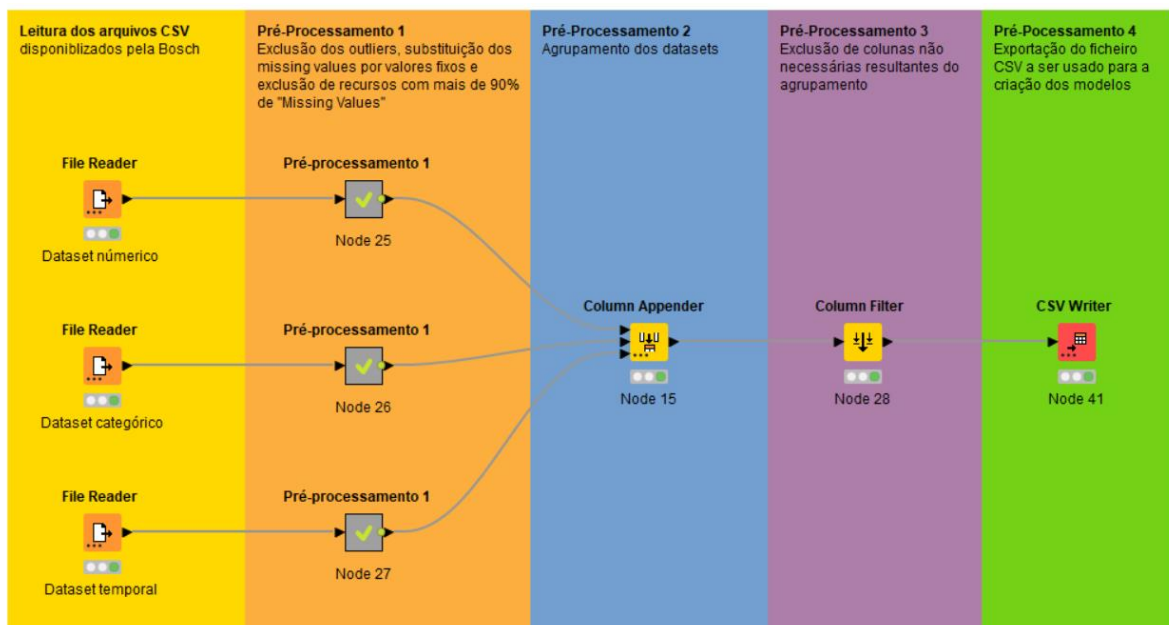 Leitura dos arquivos CSV
disponiblizados pela Bosch
Pré-Processamento 1
Exclusão dos outliers, substituição dos
missing values por valores fixos e
exclusão de recursos com mais de 90%
de "Missing Values"
Pré-Processamento 2
Agrupamento dos datasets
Pré-Processamento 3
Exclusão de colunas não
necessárias resultantes do
agrupamento
Pré-Pocessamento 4
Exportação do ficheiro
CSV a ser usado para a
criação dos modelos
File Reader
Dataset númerico
Pré-processamento 1
Node 25
File Reader
Dataset categórico
Pré-processamento 1
Node 26
Column Appender
Node 15
Column Filter
Node 28
CSV Writer
Node 41
File Reader
Dataset temporal
Pré-processamento 1
Node 27